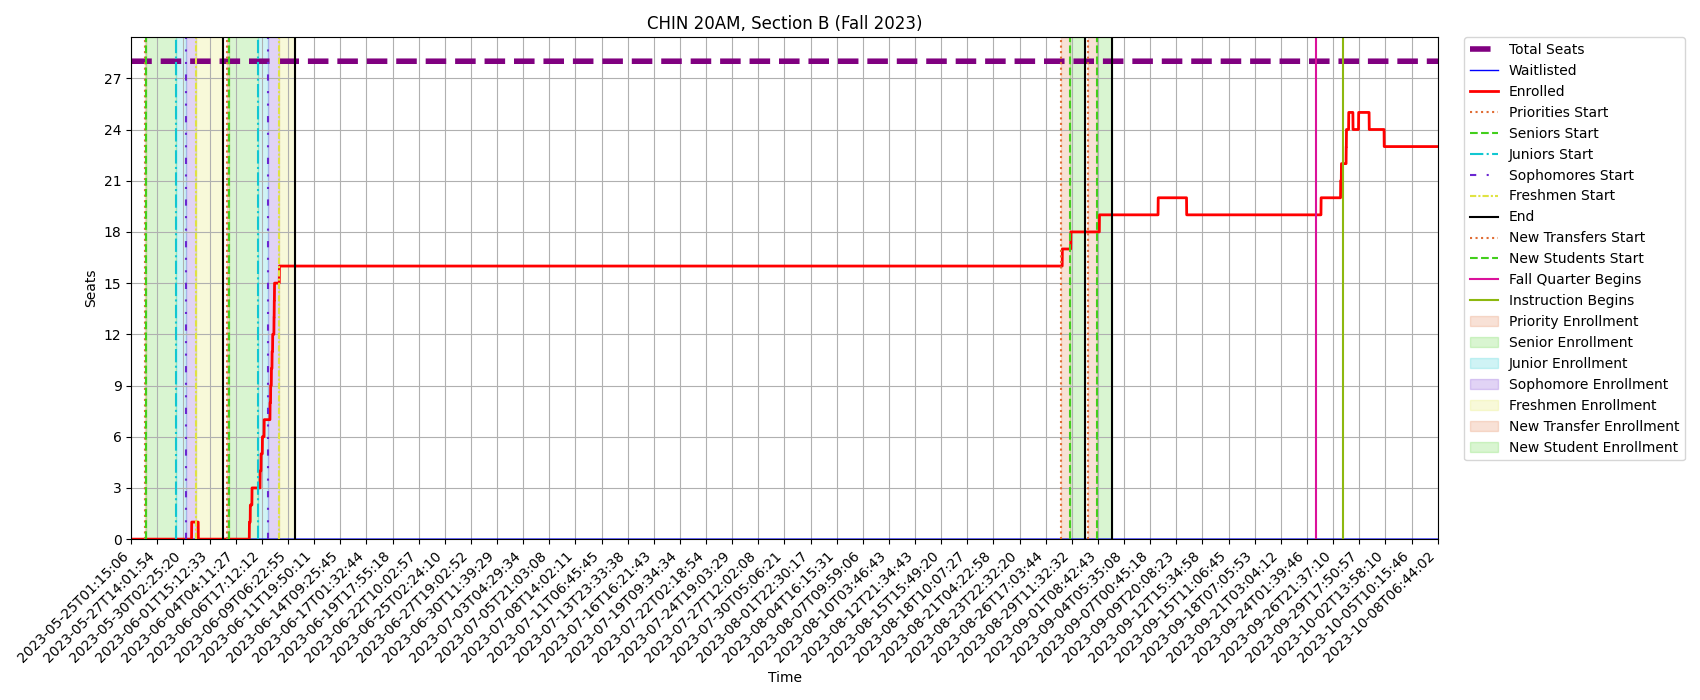 CHIN 20AM, Section B (Fall 2023)
27
24
21
18
15
12
9
6
3
0
Seats
2023-05-25T01:15:06
2023-05-27T14:01:54
2023-05-30T02:25:20
2023-06-01T15:12:33
2023-06-04T04:11:27
2023-06-06T17:12:12
2023-06-09T06:22:55
2023-06-11T19:50:11
2023-06-14T09:25:45
2023-06-17T01:32:44
2023-06-19T17:55:18
2023-06-22T10:02:57
2023-06-25T02:24:10
2023-06-27T19:02:52
2023-06-30T11:39:29
2023-07-03T04:29:34
2023-07-05T21:03:08
2023-07-08T14:02:11
2023-07-11T06:45:45
2023-07-13T23:33:38
2023-07-16T16:21:43
2023-07-19T09:34:34
2023-07-22T02:18:54
2023-07-24T19:03:29
2023-07-27T12:02:08
2023-07-30T05:06:21
2023-08-01T22:30:17
2023-08-04T16:15:31
2023-08-07T09:59:06
2023-08-10T03:46:43
2023-08-12T21:34:43
2023-08-15T15:49:20
2023-08-18T10:07:27
2023-08-21T04:22:58
2023-08-23T22:32:20
2023-08-26T17:03:44
2023-08-29T11:32:32
2023-09-01T08:42:43
2023-09-04T05:35:08
2023-09-07T00:45:18
2023-09-09T20:08:23
2023-09-12T15:34:58
2023-09-15T11:06:45
2023-09-18T07:05:53
2023-09-21T03:04:12
2023-09-24T01:39:46
2023-09-26T21:37:10
2023-09-29T17:50:57
2023-10-02T13:58:10
2023-10-05T10:15:46
2023-10-08T06:44:02
Time
Total Seats
Waitlisted
Enrolled
Priorities Start
Seniors Start
Juniors Start
Sophomores Start
Freshmen Start
End
New Transfers Start
New Students Start
Fall Quarter Begins
Instruction Begins
Priority Enrollment
Senior Enrollment
Junior Enrollment
Sophomore Enrollment
Freshmen Enrollment
New Transfer Enrollment
New Student Enrollment